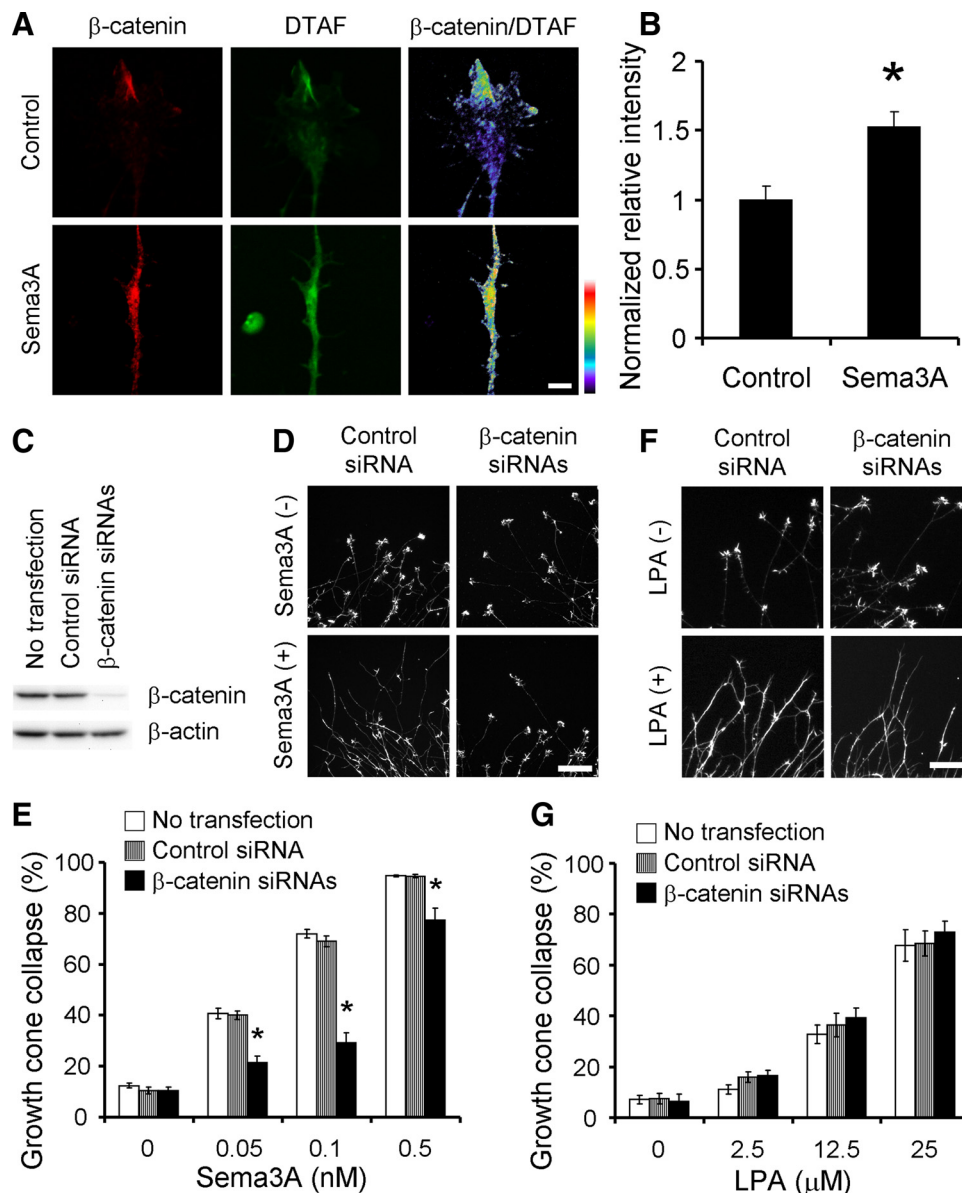 A
β-catenin
DTAF
β-catenin/DTAF
Control
Sema3A
B
Normalized relative intensity
2
1.5
1
0.5
0
*
Control
Sema3A
C
No transfection
Control siRNA
β-catenin siRNAs
β-catenin
β-actin
D
Control
siRNA
β-catenin
siRNAs
Sema3A (-)
Sema3A (+)
F
Control
siRNA
β-catenin
siRNAs
LPA (-)
LPA (+)
E
No transfection
Control siRNA
β-catenin siRNAs
Growth cone collapse (%)
100
80
60
40
20
0
*
*
*
0
0.05
0.1
0.5
Sema3A (nM)
G
No transfection
Control siRNA
β-catenin siRNAs
Growth cone collapse (%)
100
80
60
40
20
0
0
2.5
12.5
25
LPA (μM)